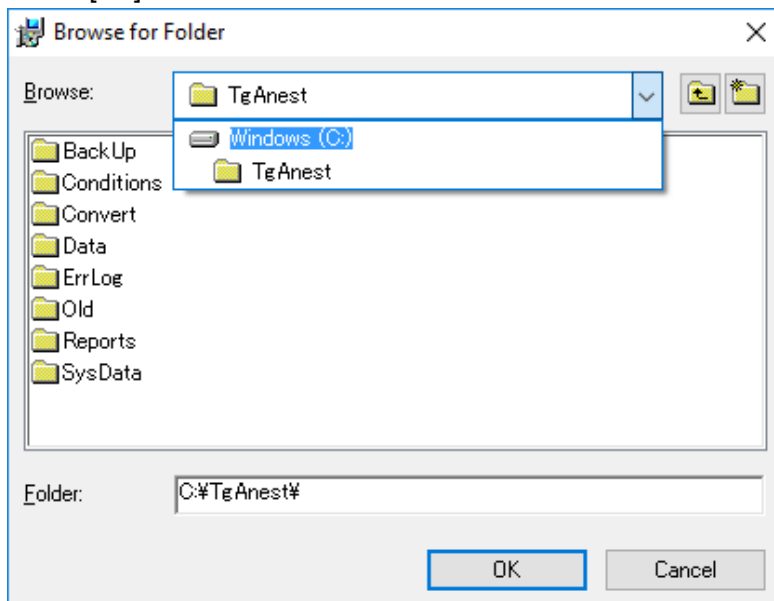 Browse for Folder
Browse:
TgAnest
Windows (C:)
TgAnest
BackUp
Conditions
Convert
Data
ErrLog
Old
Reports
SysData
Folder:
C:¥TgAnest¥
OK
Cancel